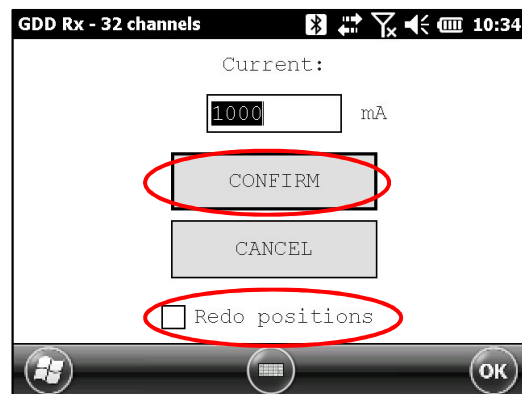 GDD Rx - 32 channels 10:34
Current:
1000 mA
CONFIRM
CANCEL
Redo positions
OK